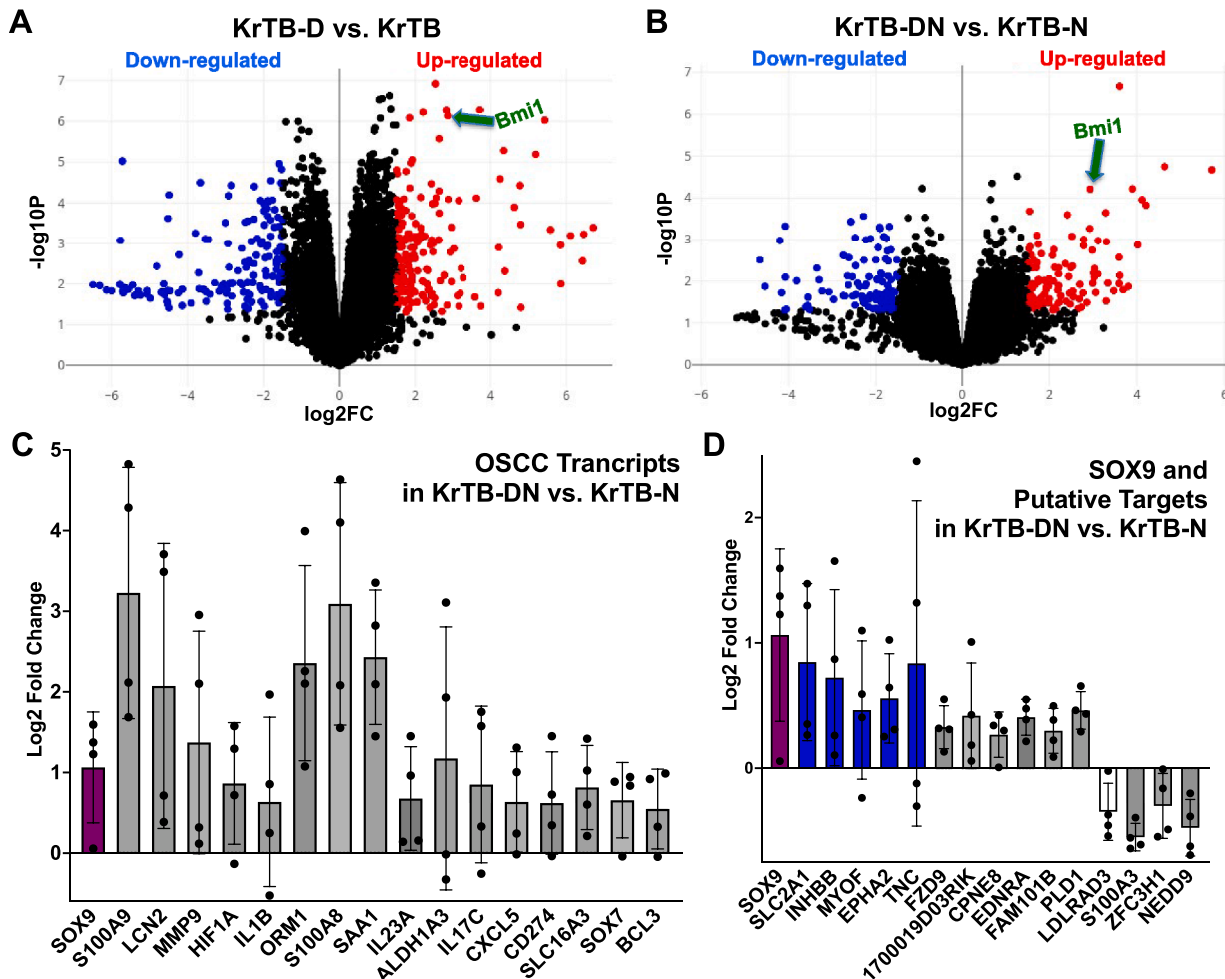 A
KrTB-D vs. KrTB
Down-regulated
Up-regulated
Bmi1
7
6
5
4
3
2
1
0
-log10P
−6
−4
−2
0
2
4
6
log2FC
B
KrTB-DN vs. KrTB-N
Down-regulated
Up-regulated
Bmi1
7
6
5
4
3
2
1
0
-log10P
−6
−4
−2
0
2
4
6
log2FC
C
OSCC Trancripts
in KrTB-DN vs. KrTB-N
5
4
3
2
1
0
Log2 Fold Change
SOX9
S100A9
LCN2
MMP9
HIF1A
IL1B
ORM1
S100A8
SAA1
IL23A
ALDH1A3
IL17C
CXCL5
CD274
SLC16A3
SOX7
BCL3
D
SOX9 and
Putative Targets
in KrTB-DN vs. KrTB-N
2
1
0
Log2 Fold Change
SOX9
SLC2A1
INHBB
MYOF
EPHA2
TNC
FZD9
1700019D03RIK
CPNE8
EDNRA
FAM101B
PLD1
LDLRAD3
S100A3
ZFC3H1
NEDD9